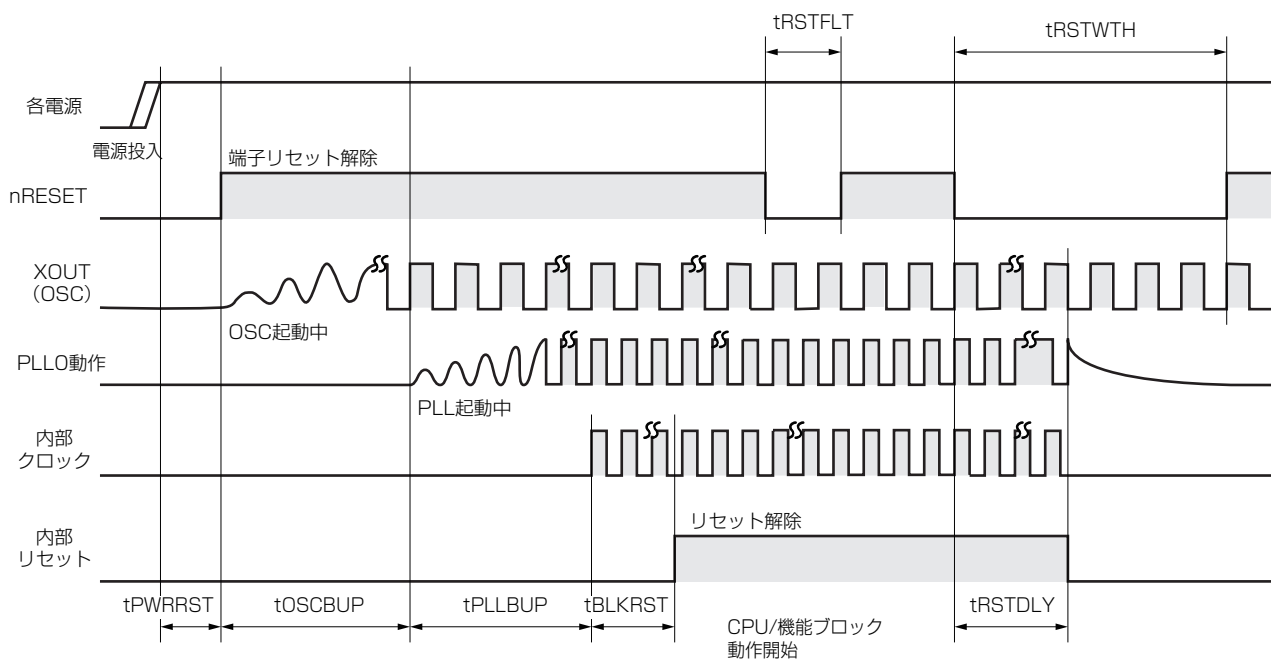 tRSTFLT
tRSTWTH
各電源
電源投入
端子リセット解除
nRESET
XOUT
（OSC）
OSC起動中
PLL0動作
PLL起動中
内部
クロック
リセット解除
内部
リセット
tPWRRST
tOSCBUP
tPLLBUP
tBLKRST
tRSTDLY
CPU/機能ブロック
動作開始